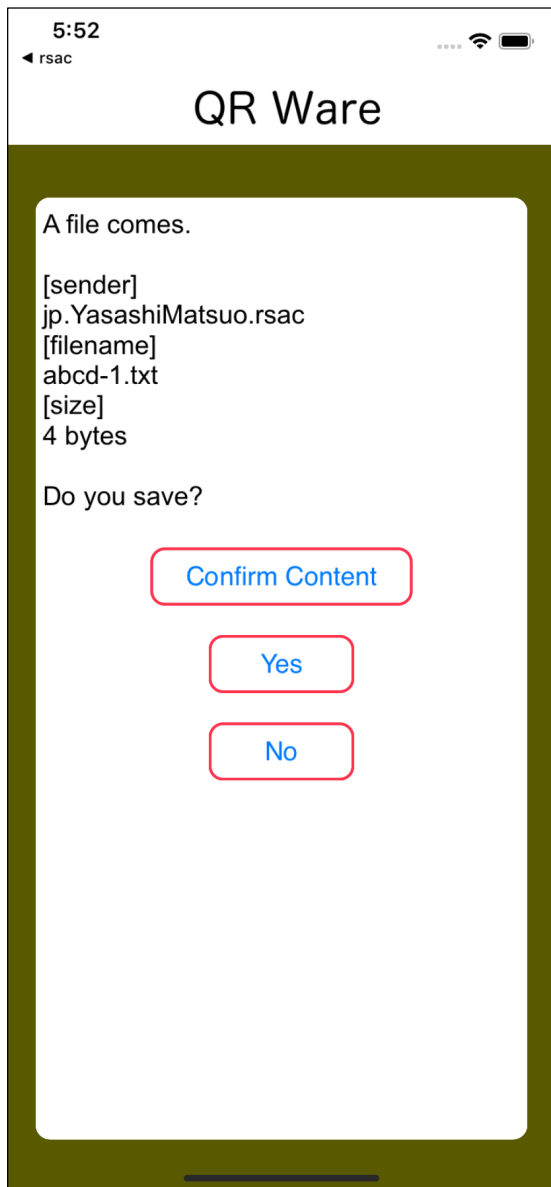 5:52
◀ rsac
QR Ware
A file comes.
[sender]
jp.YasashiMatsuo.rsac
[filename]
abcd-1.txt
[size]
4 bytes
Do you save?
Confirm Content
Yes
No